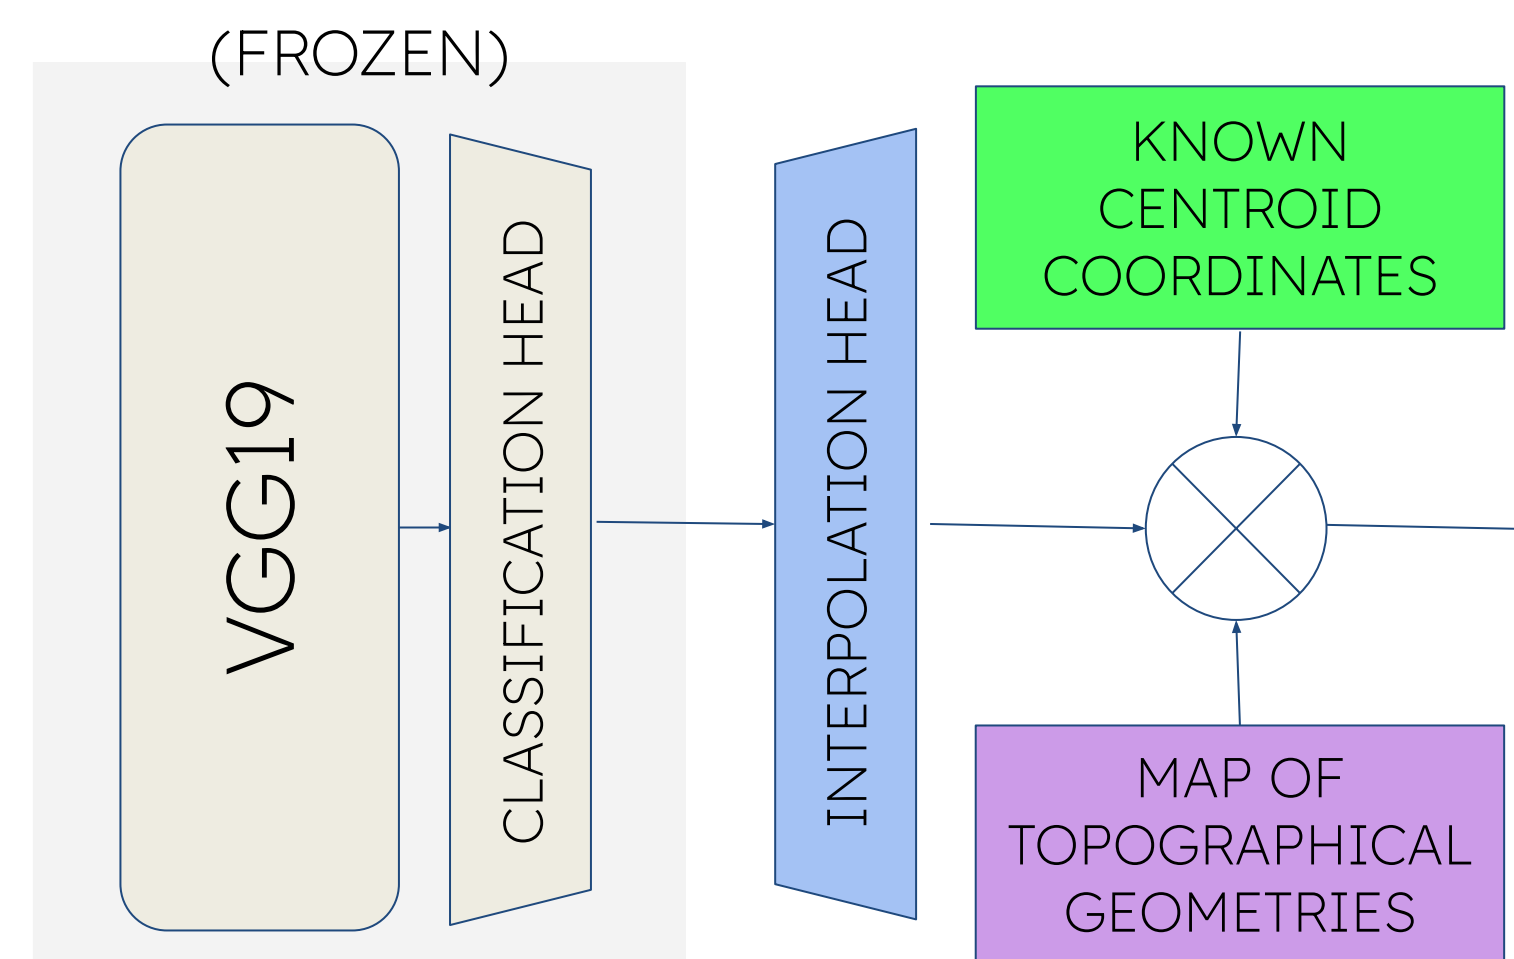 (FROZEN)
VGG19
CLASSIFICATION HEAD
INTERPOLATION HEAD
KNOWN
CENTROID
COORDINATES
MAP OF
TOPOGRAPHICAL
GEOMETRIES